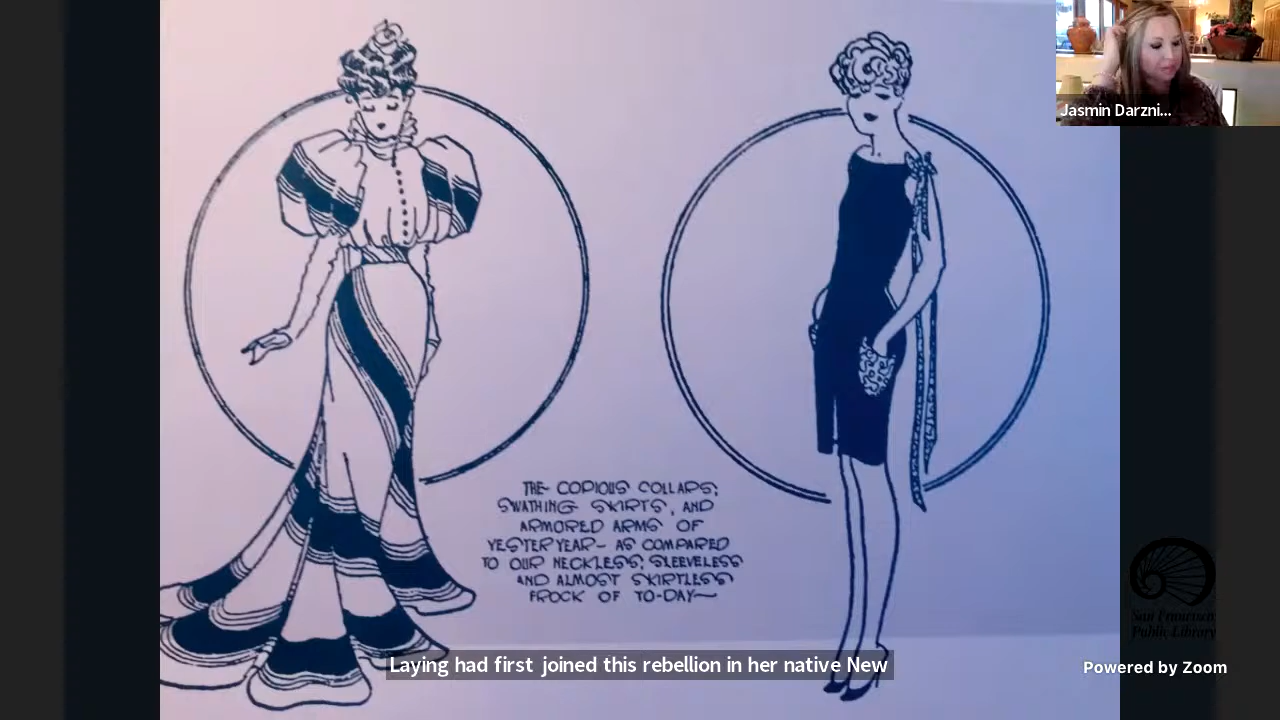 Jasmin Darzni...
THE COPIOUS COLLARS;
SWATHING SKIRTS, AND
ARMORED ARMS OF
YESTERYEAR- AS COMPARED
TO OUR NECKLESS; SLEEVELESS
AND ALMOST SKIRTLESS
FROCK OF TO-DAY—
San Francisco
Public Library
Laying had first joined this rebellion in her native New
Powered by Zoom